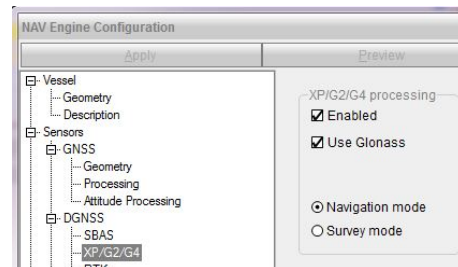 NAV Engine Configuration
Apply
Preview
Vessel
Geometry
Description
Sensors
GNSS
Geometry
Processing
Attitude Processing
DGNSS
SBAS
XP/G2/G4
RTK
XP/G2/G4 processing
Enabled
Use Glonass
Navigation mode
Survey mode